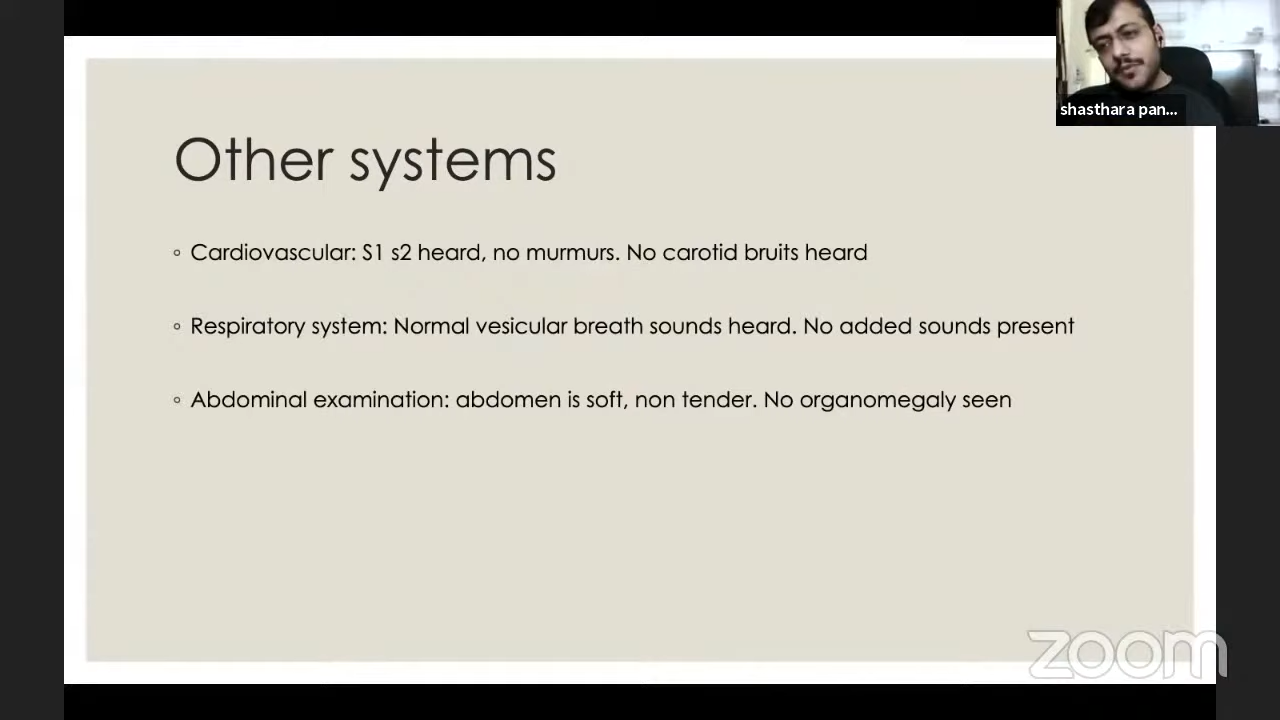 shasthara pan...
Other systems
Cardiovascular: S1 s2 heard, no murmurs. No carotid bruits heard
Respiratory system: Normal vesicular breath sounds heard. No added sounds present
Abdominal examination: abdomen is soft, non tender. No organomegaly seen
zoom